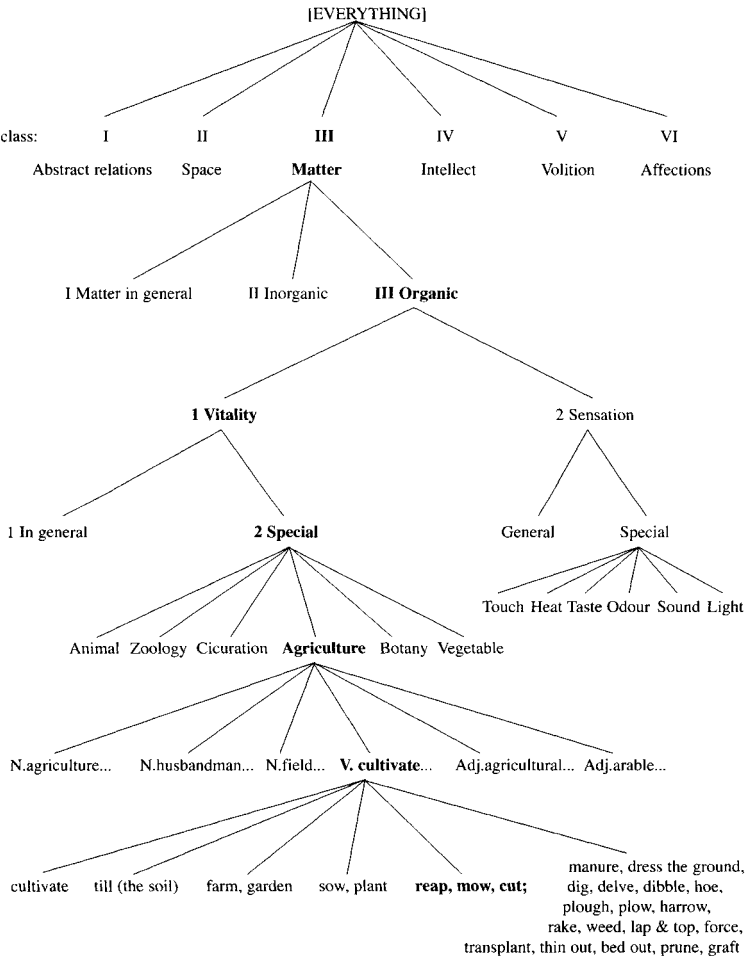 [EVERYTHING]
class: I II III IV V VI
Abstract relations Space Matter Intellect Volition Affections
I Matter in general II Inorganic III Organic
1 Vitality 2 Sensation
1 In general 2 Special General Special
Touch Heat Taste Odour Sound Light
Animal Zoology Cicuration Agriculture Botany Vegetable
N.agriculture... N.husbandman... N.field... V. cultivate... Adj.agricultural... Adj.arable...
cultivate till (the soil) farm, garden sow, plant reap, mow, cut;
manure, dress the ground,
dig, delve, dibble, hoe,
plough, plow, harrow,
rake, weed, lap & top, force,
transplant, thin out, bed out, prune, graft